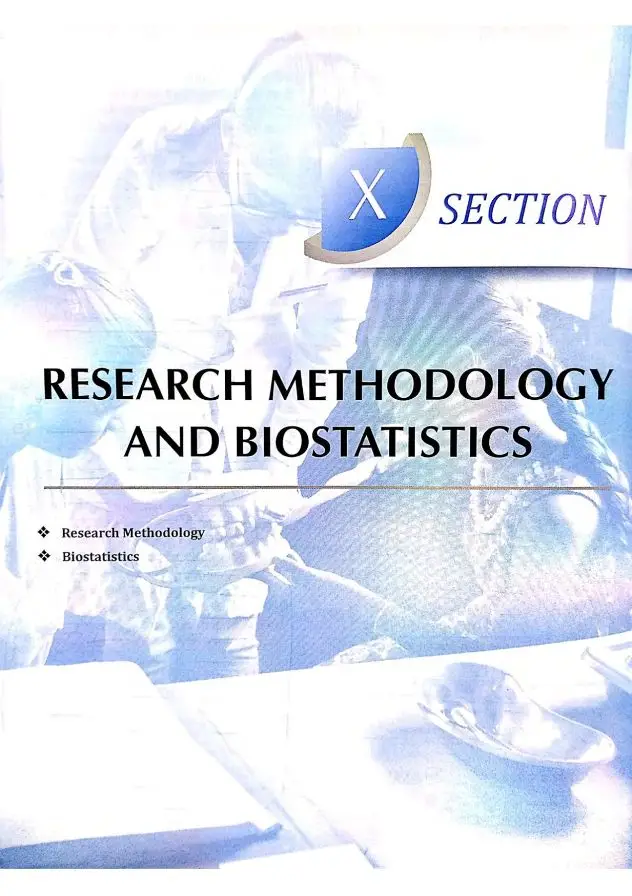 X
SECTION
RESEARCH METHODOLOGY
AND BIOSTATISTICS
❖ Research Methodology
❖ Biostatistics